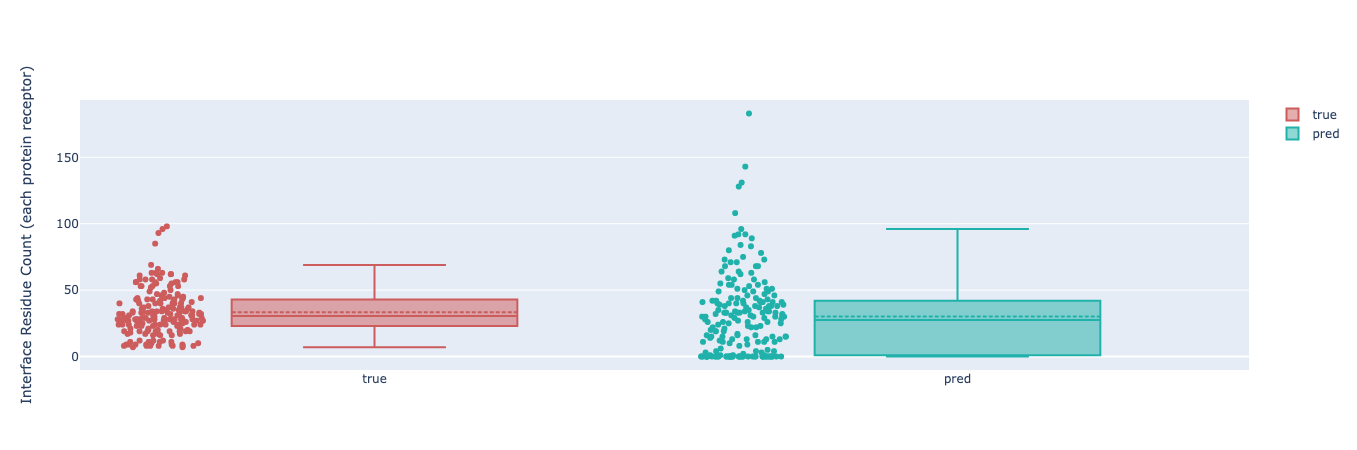 Interface Residue Count (each protein receptor)
150
100
50
0
true
pred
true
pred